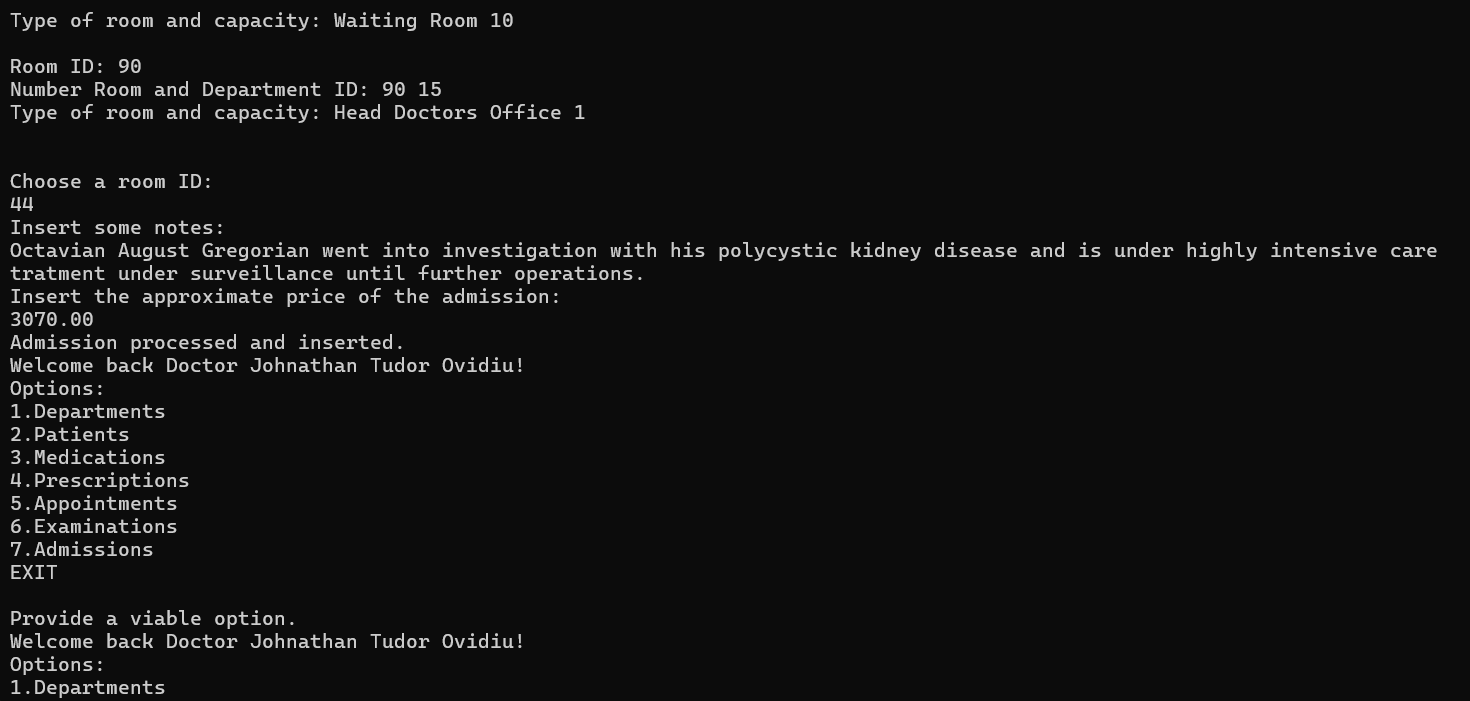 Type of room and capacity: Waiting Room 10
Room ID: 90
Number Room and Department ID: 90 15
Type of room and capacity: Head Doctors Office 1
Choose a room ID:
44
Insert some notes:
Octavian August Gregorian went into investigation with his polycystic kidney disease and is under highly intensive care
tratment under surveillance until further operations.
Insert the approximate price of the admission:
3070.00
Admission processed and inserted.
Welcome back Doctor Johnathan Tudor Ovidiu!
Options:
1.Departments
2.Patients
3.Medications
4.Prescriptions
5.Appointments
6.Examinations
7.Admissions
EXIT
Provide a viable option.
Welcome back Doctor Johnathan Tudor Ovidiu!
Options:
1.Departments